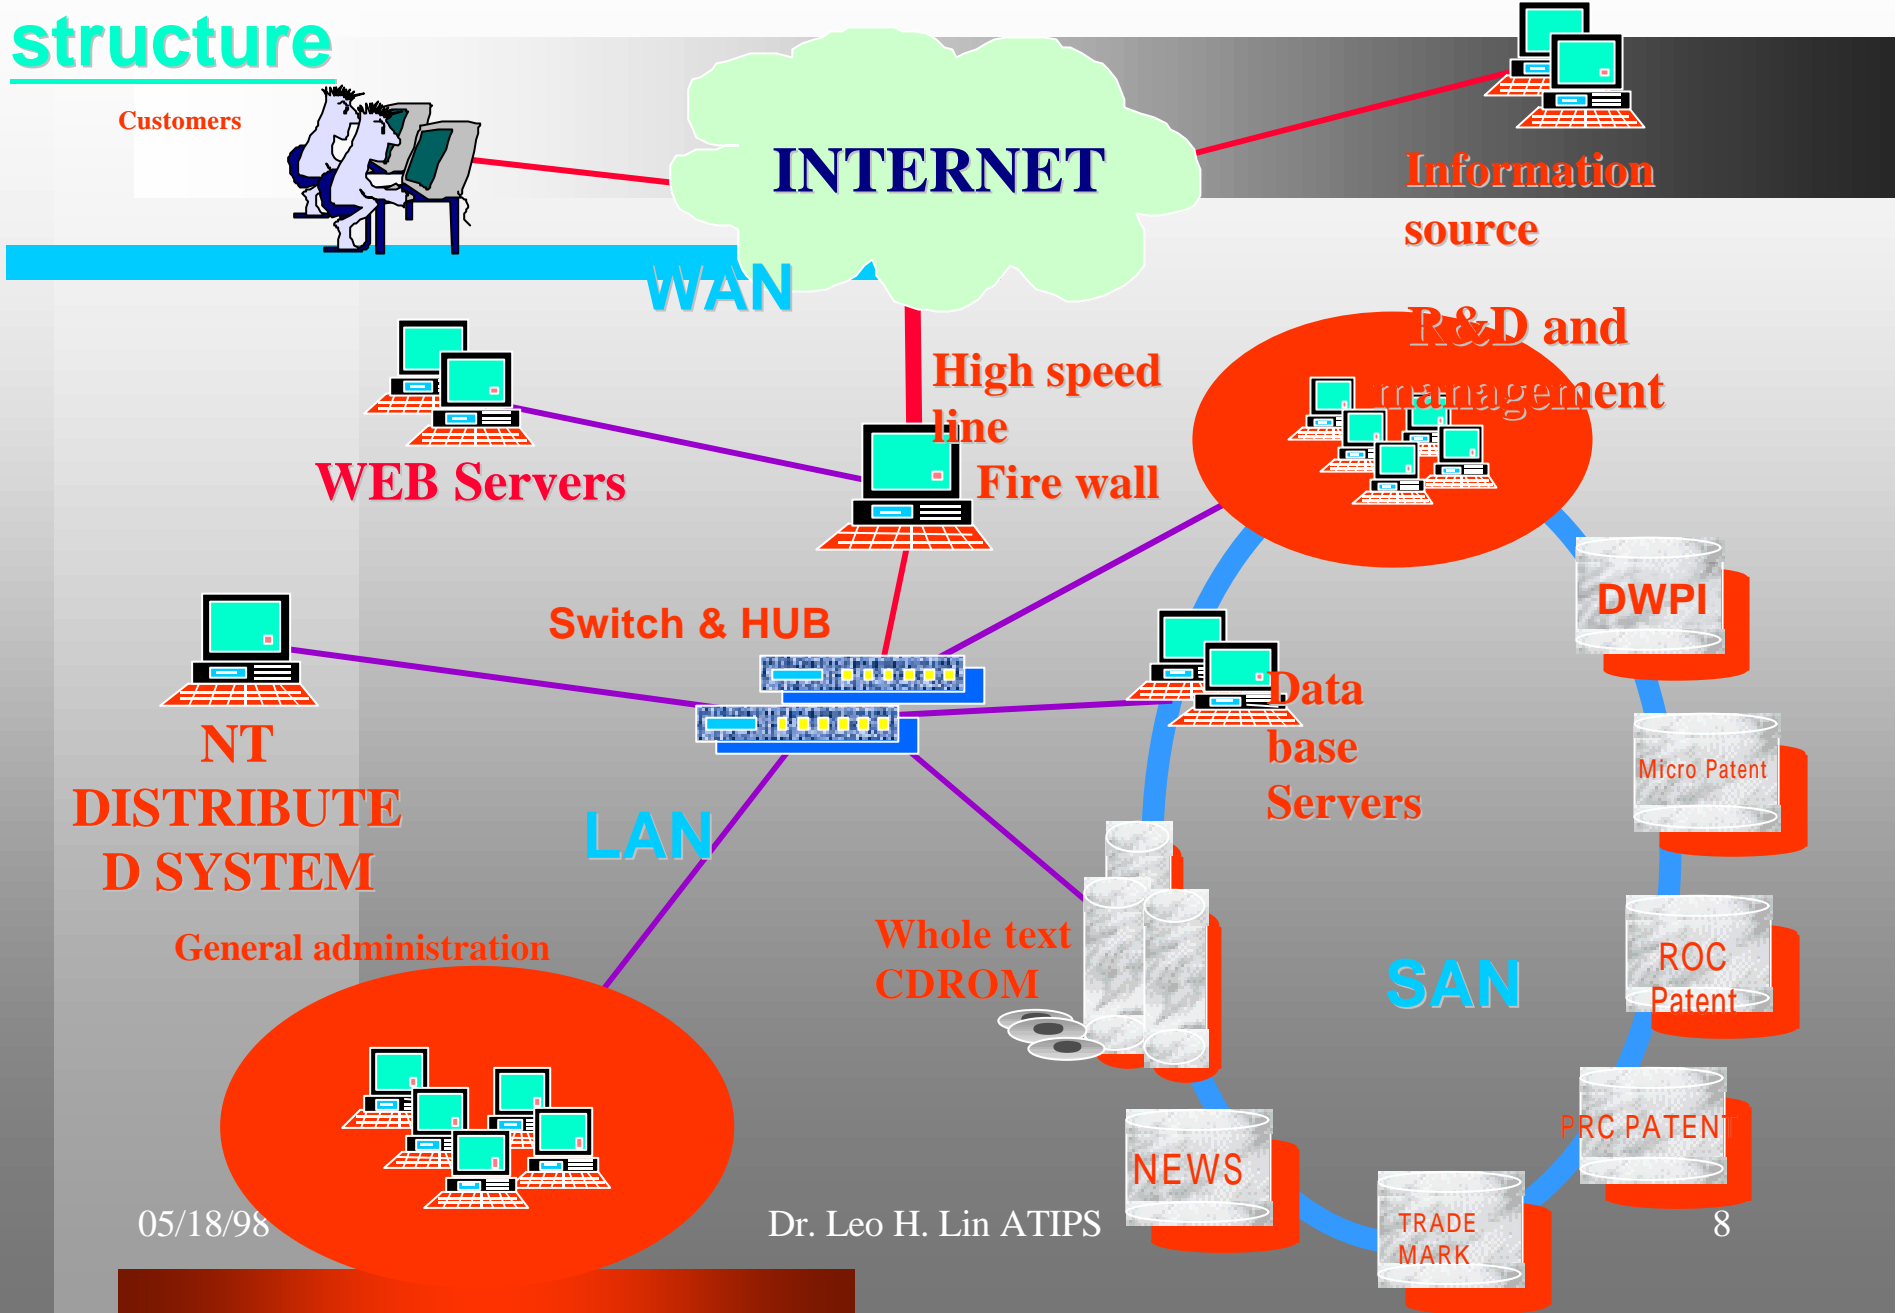 structure
Customers
INTERNET
Information
source
WAN
R&D and
management
High speed
line
Fire wall
WEB Servers
DWPI
Switch & HUB
Data
base
Servers
NT
DISTRIBUTE
D SYSTEM
Micro Patent
LAN
General administration
Whole text
CDROM
SAN
ROC
Patent
PRC PATENT
NEWS
TRADE
MARK
05/18/98
Dr. Leo H. Lin ATIPS
8